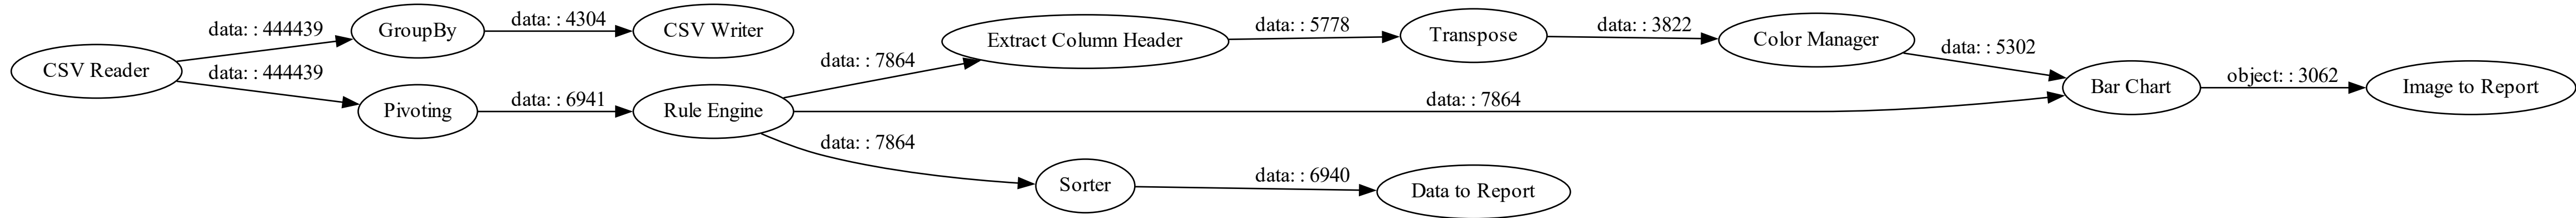 CSV Reader
data: : 444439
data: : 444439
GroupBy
Pivoting
data: : 4304
data: : 6941
CSV Writer
Rule Engine
data: : 7864
data: : 7864
data: : 7864
Extract Column Header
Sorter
data: : 5778
data: : 6940
Transpose
Data to Report
data: : 3822
Color Manager
data: : 5302
Bar Chart
object: : 3062
Image to Report